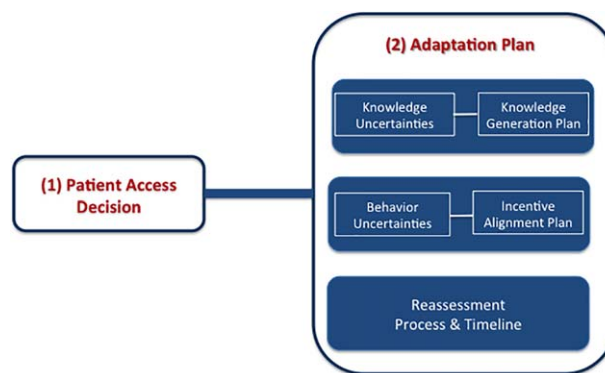 (2) Adaptation Plan
Knowledge
Uncertainties
Knowledge
Generation Plan
(1) Patient Access
Decision
Behavior
Uncertainties
Incentive
Alignment Plan
Reassessment
Process & Timeline